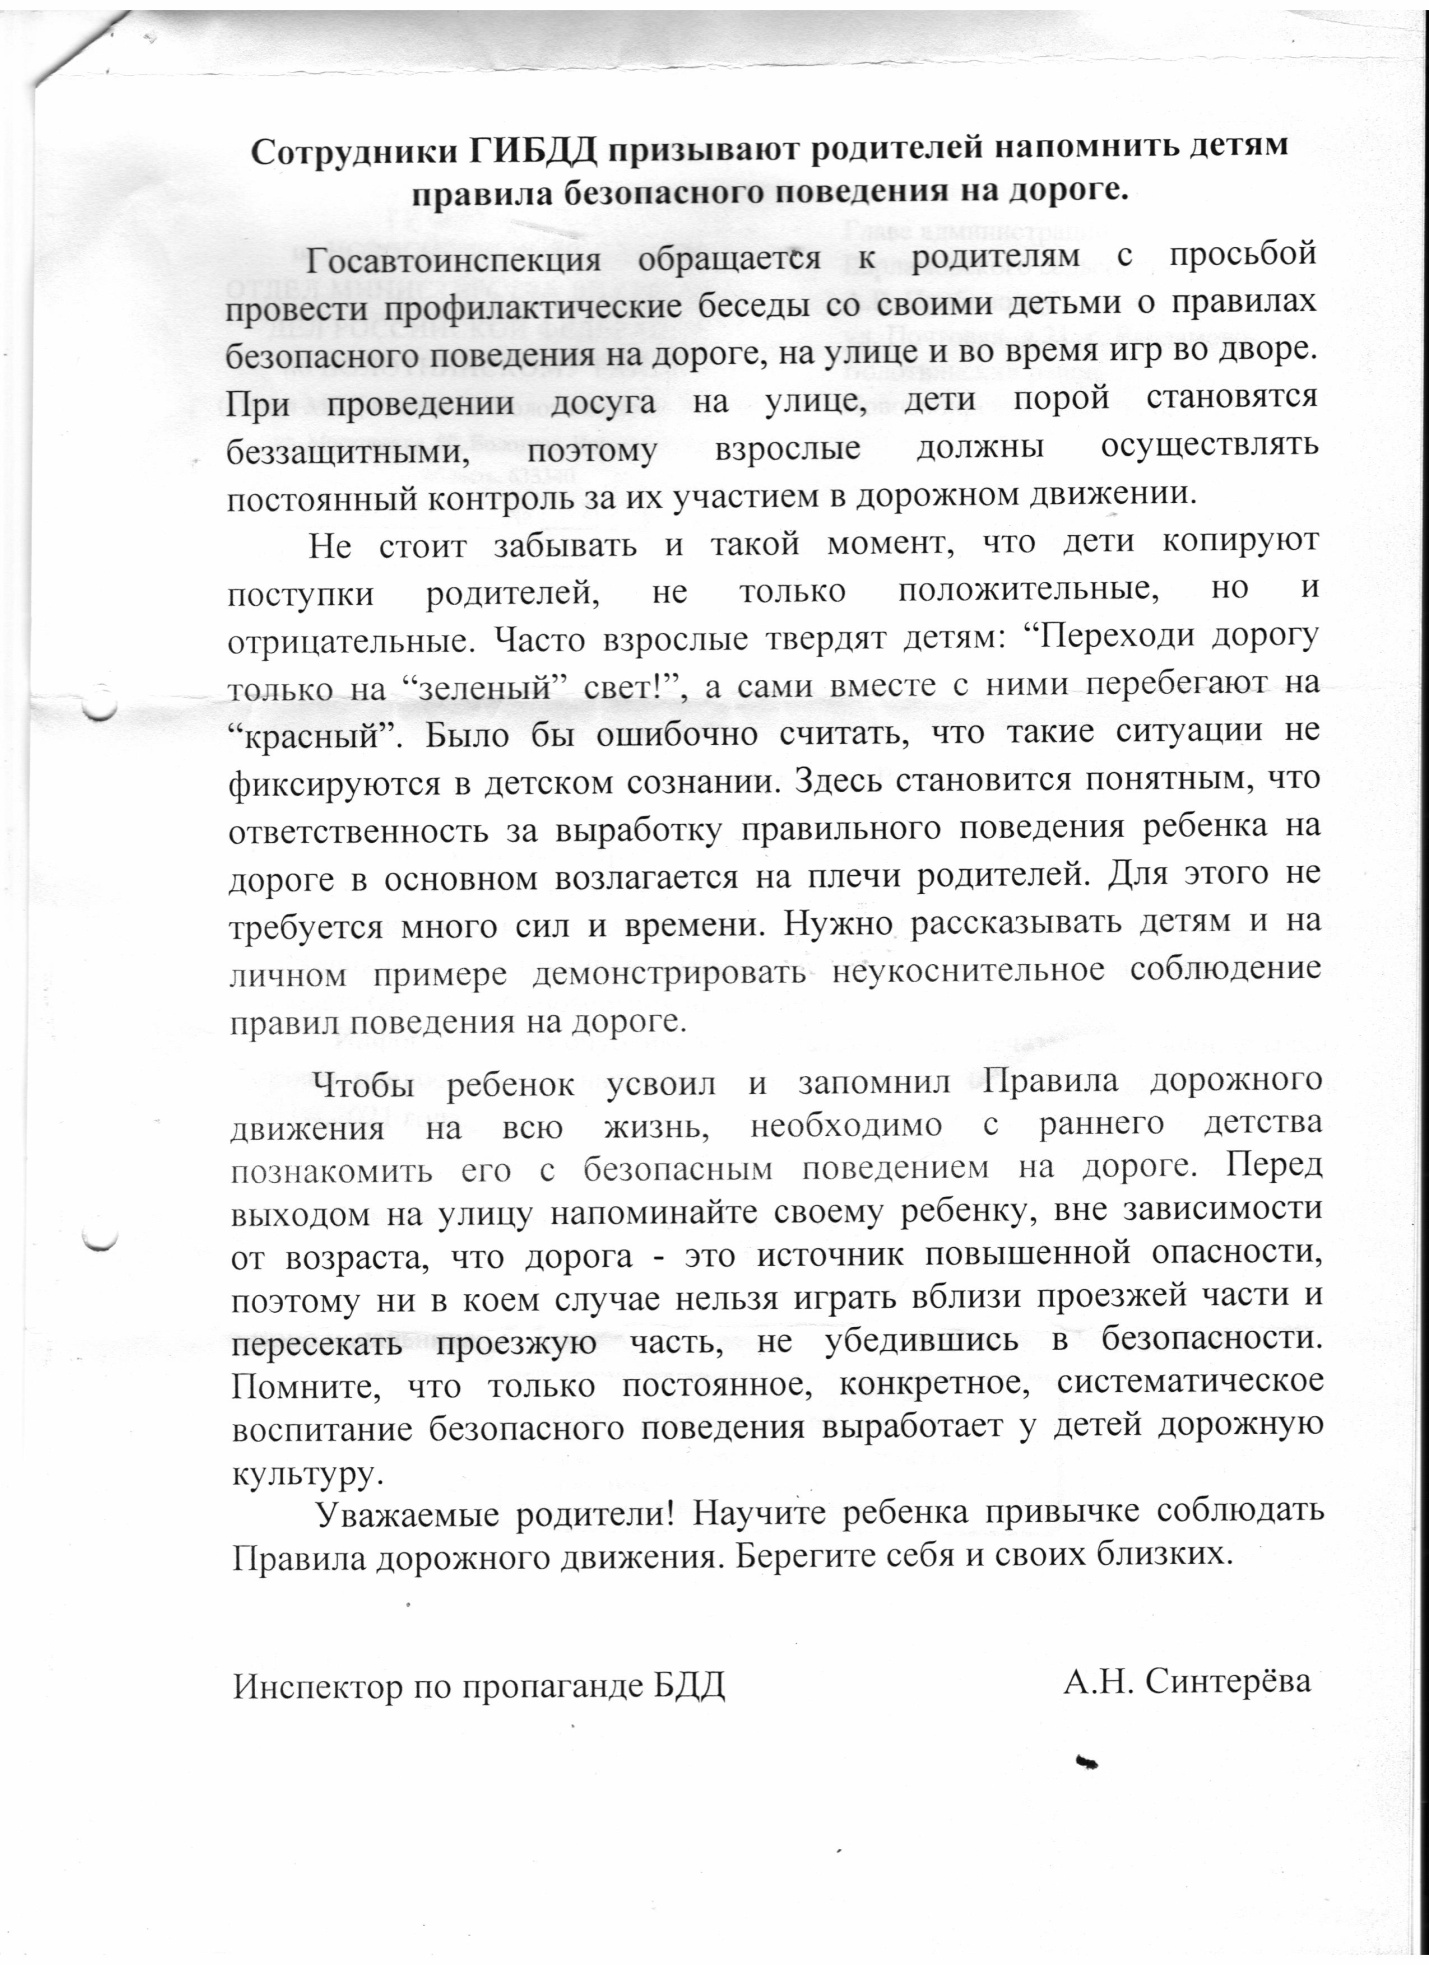 Сотрудники ГИБДД призывают родителей напомнить детям
правила безопасного поведения на дороге.
Госавтоинспекция обращается к родителям с просьбой
провести профилактические беседы со своими детьми о правилах
безопасного поведения на дороге, на улице и во время игр во дворе.
При проведении досуга на улице, дети порой становятся
беззащитными, поэтому взрослые должны осуществлять
постоянный контроль за их участием в дорожном движении.
Не стоит забывать и такой момент, что дети копируют
поступки родителей, не только положительные, но и
отрицательные. Часто взрослые твердят детям: “Переходи дорогу
только на “зеленый” свет!”, а сами вместе с ними перебегают на
“красный”. Было бы ошибочно считать, что такие ситуации не
фиксируются в детском сознании. Здесь становится понятным, что
ответственность за выработку правильного поведения ребенка на
дороге в основном возлагается на плечи родителей. Для этого не
требуется много сил и времени. Нужно рассказывать детям и на
личном примере демонстрировать неукоснительное соблюдение
правил поведения на дороге.
Чтобы ребенок усвоил и запомнил Правила дорожного
движения на всю жизнь, необходимо с раннего детства
познакомить его с безопасным поведением на дороге. Перед
выходом на улицу напоминайте своему ребенку, вне зависимости
от возраста, что дорога - это источник повышенной опасности,
поэтому ни в коем случае нельзя играть вблизи проезжей части и
пересекать проезжую часть, не убедившись в безопасности.
Помните, что только постоянное, конкретное, систематическое
воспитание безопасного поведения выработает у детей дорожную
культуру.
Уважаемые родители! Научите ребенка привычке соблюдать
Правила дорожного движения. Берегите себя и своих близких.
Инспектор по пропаганде БДД А.Н. Синтерёва